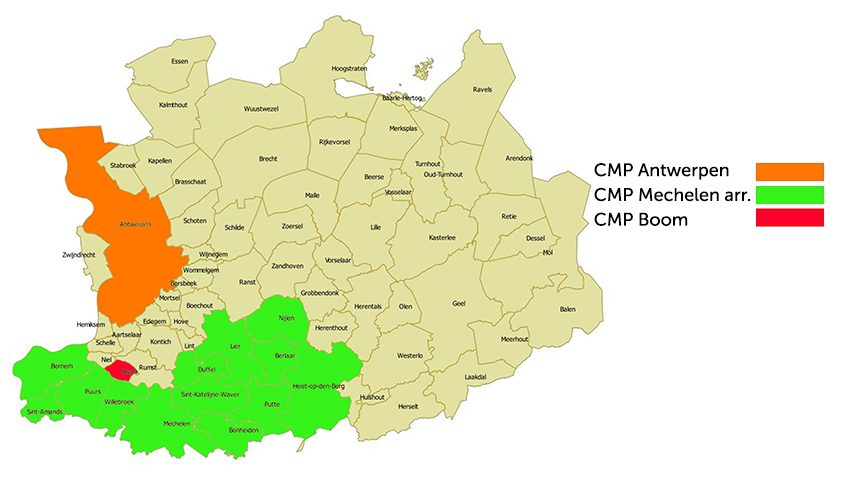 Essen
Hoogstraten
Ravels
Kalmthout
Baarle-Hertog
Wuustwezel
Merksplas
Rijkevorsel
Stabroek
Kapellen
Brecht
Turnhout
Arendonk
Oud-Turnhout
Beerse
Brasschaat
Vosselaar
Malle
Retie
Schoten
Antwerpen
Schilde
Zoersel
Lille
Kasterlee
Dessel
Mol
Zwijndrecht
Wijnegem
Wommelgem
Zandhoven
Vorselaar
Borsbeek
Ranst
Grobbendonk
Mortsel
Boechout
Herentals
Olen
Geel
Balen
Nijlen
Hemiksem
Edegem
Hove
Herenthout
Aartselaar
Schelle
Kontich
Lint
Lier
Meerhout
Berlaar
Westerlo
Niel
Bornem
Rumst
Duffel
Laakdal
Heist-op-den-Berg
Puurs
Sint-Katelijne-Waver
Willebroek
Hulshout
Putte
Herselt
Sint-Amands
Mechelen
Bonheiden
CMP Antwerpen
CMP Mechelen arr.
CMP Boom